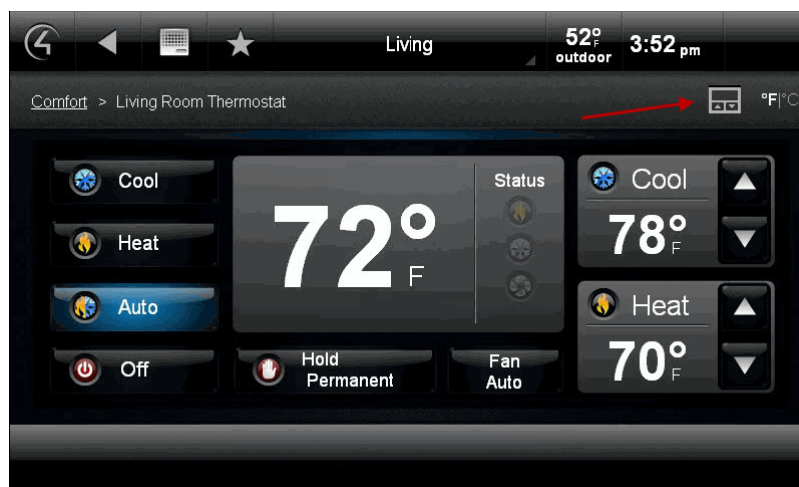 4
Living
52°F
outdoor
3:52 pm
Comfort > Living Room Thermostat
°F|°C
Cool
Heat
Auto
Off
72°F
Status
Hold
Permanent
Fan
Auto
Cool
78°F
Heat
70°F